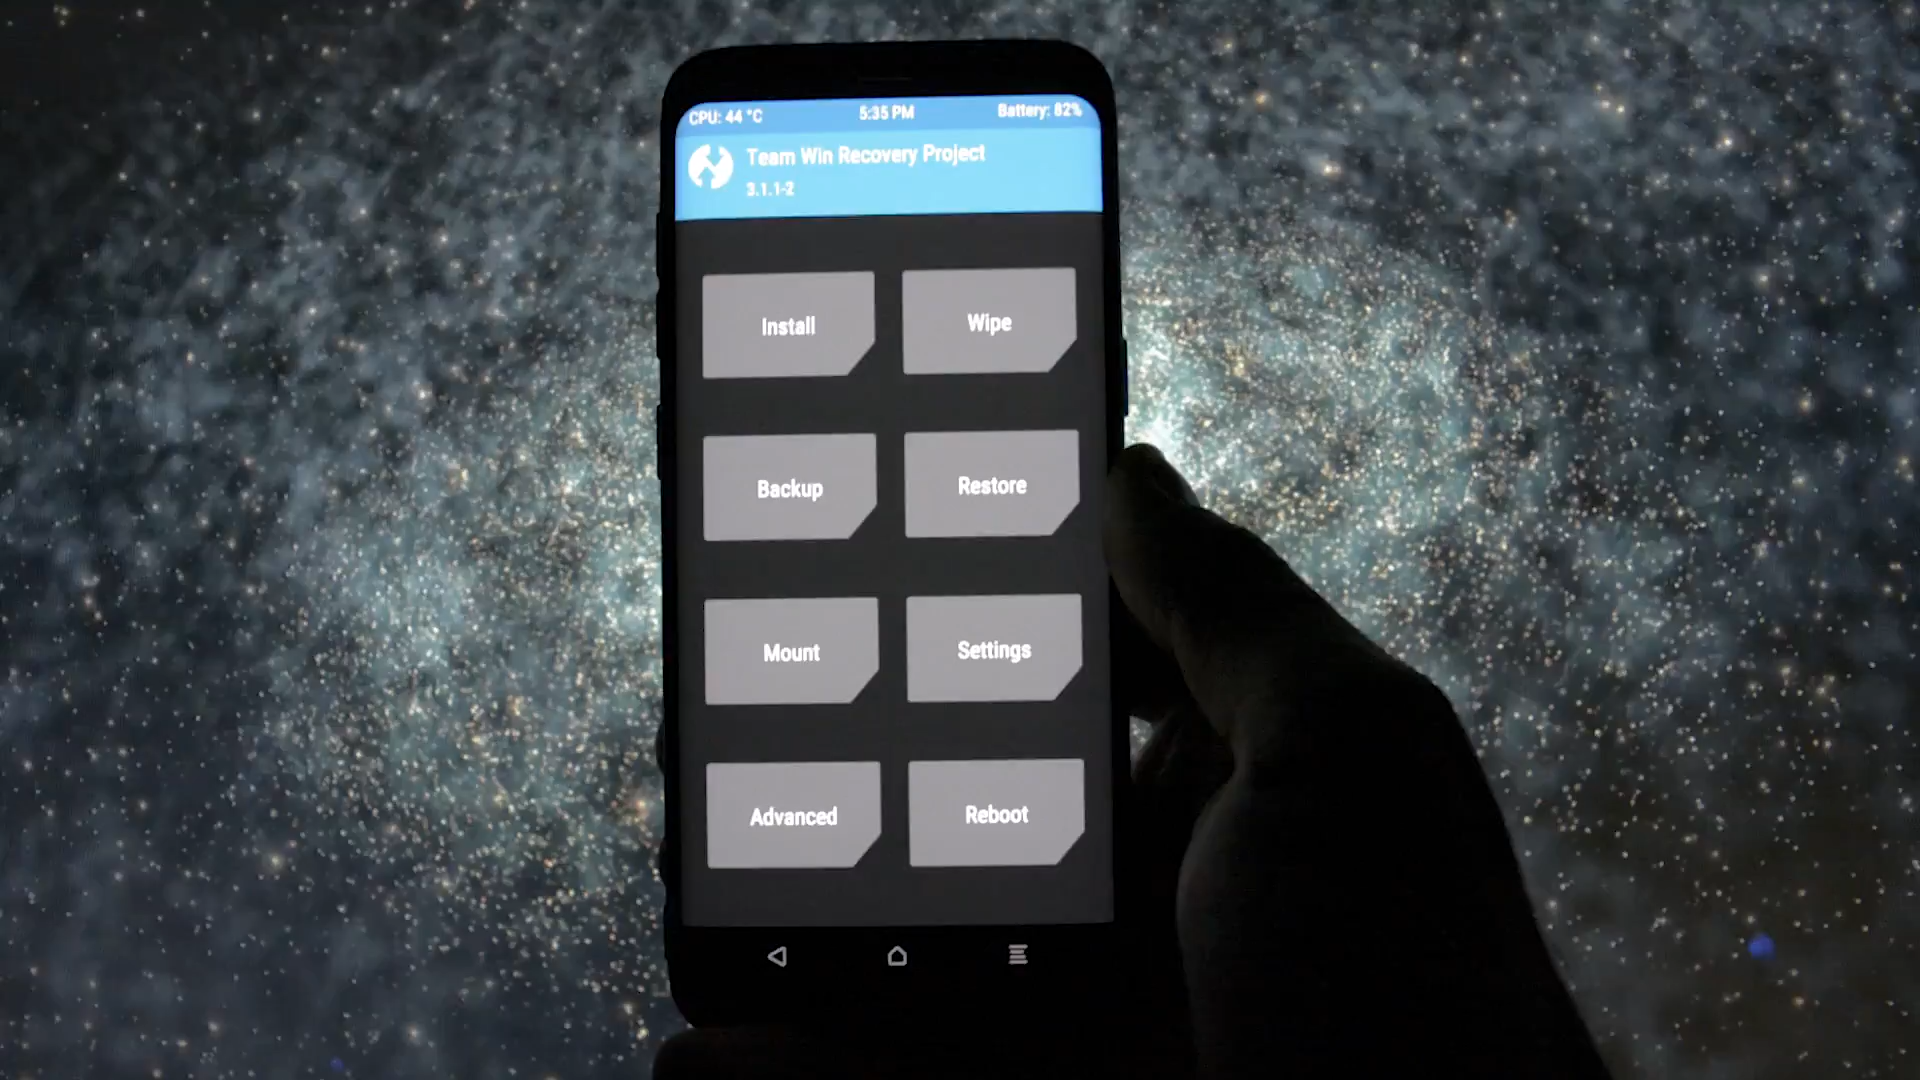 CPU: 44 °C 5:35 PM Battery: 82%
Team Win Recovery Project
3.1.1-2
Install Wipe
Backup Restore
Mount Settings
Advanced Reboot